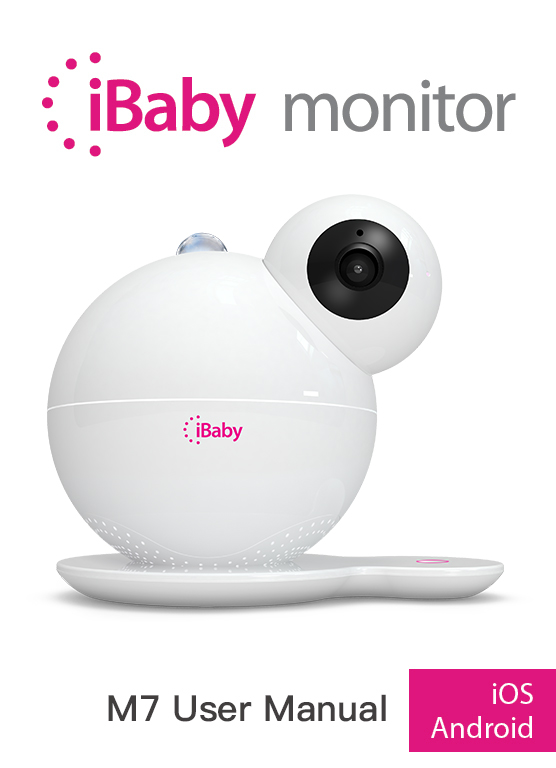 iBaby monitor
iBaby
M7 User Manual
iOS
Android